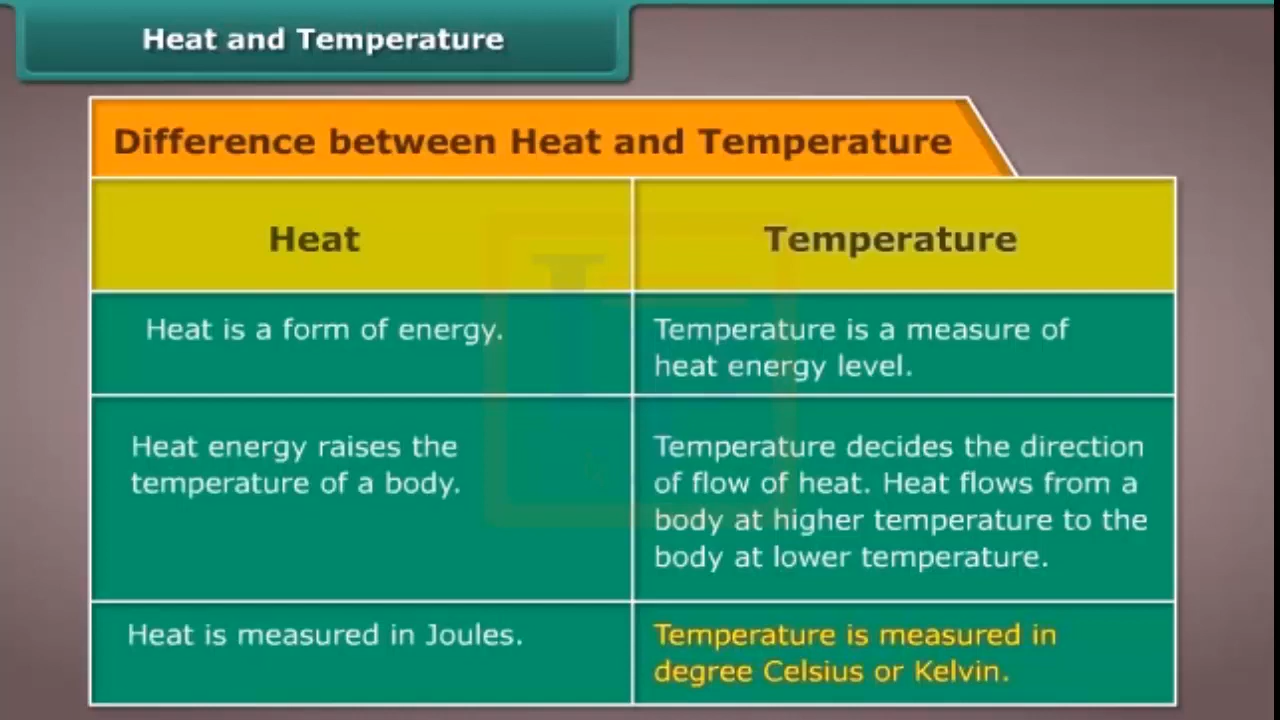 Heat and Temperature
Difference between Heat and Temperature
Heat
Temperature
Heat is a form of energy.
Temperature is a measure of
heat energy level.
Heat energy raises the
temperature of a body.
Temperature decides the direction
of flow of heat. Heat flows from a
body at higher temperature to the
body at lower temperature.
Heat is measured in Joules.
Temperature is measured in
degree Celsius or Kelvin.